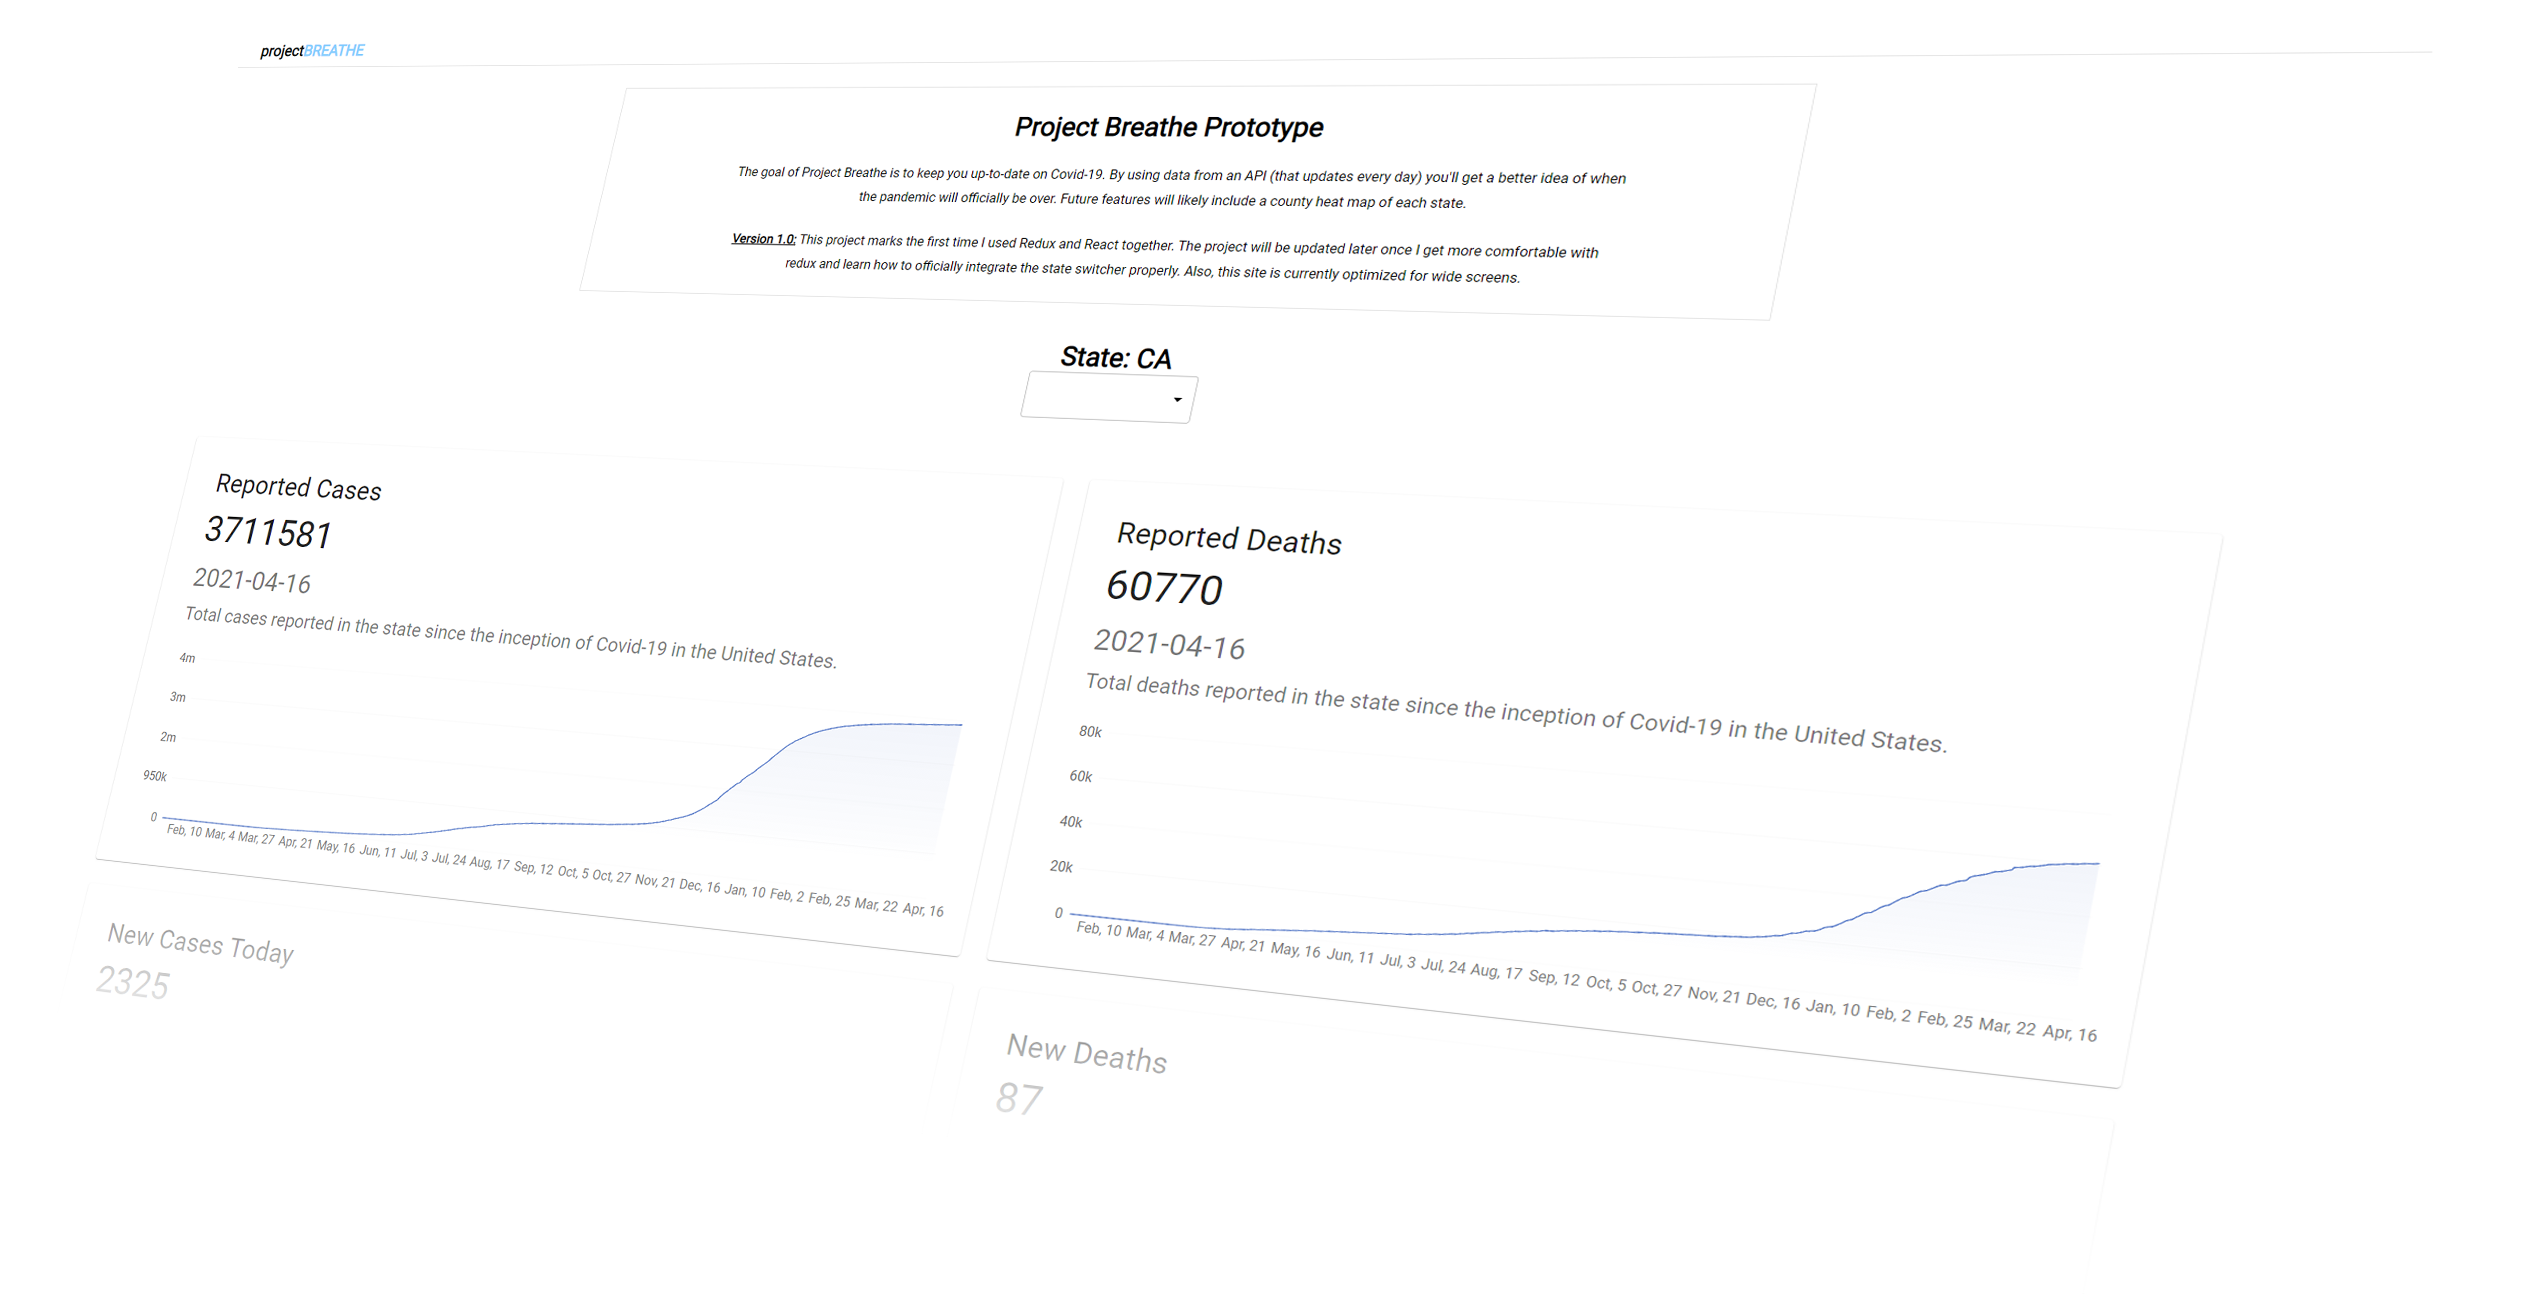 projectBREATHE
Project Breathe Prototype
The goal of Project Breathe is to keep you up-to-date on Covid-19. By using data from an API (that updates every day) you'll get a better idea of when
the pandemic will officially be over. Future features will likely include a county heat map of each state.
Version 1.0: This project marks the first time I used Redux and React together. The project will be updated later once I get more comfortable with
redux and learn how to officially integrate the state switcher properly. Also, this site is currently optimized for wide screens.
State: CA
Reported Cases
3711581
2021-04-16
Total cases reported in the state since the inception of Covid-19 in the United States.
4m
3m
2m
950k
0
Feb, 10 Mar, 4 Mar, 27 Apr, 21 May, 16 Jun, 11 Jul, 3 Jul, 24 Aug, 17 Sep, 12 Oct, 5 Oct, 27 Nov, 21 Dec, 16 Jan, 10 Feb, 2 Feb, 25 Mar, 22 Apr, 16
Reported Deaths
60770
2021-04-16
Total deaths reported in the state since the inception of Covid-19 in the United States.
80k
60k
40k
20k
0
Feb, 10 Mar, 4 Mar, 27 Apr, 21 May, 16 Jun, 11 Jul, 3 Jul, 24 Aug, 17 Sep, 12 Oct, 5 Oct, 27 Nov, 21 Dec, 16 Jan, 10 Feb, 2 Feb, 25 Mar, 22 Apr, 16
New Cases Today
2325
New Deaths
87